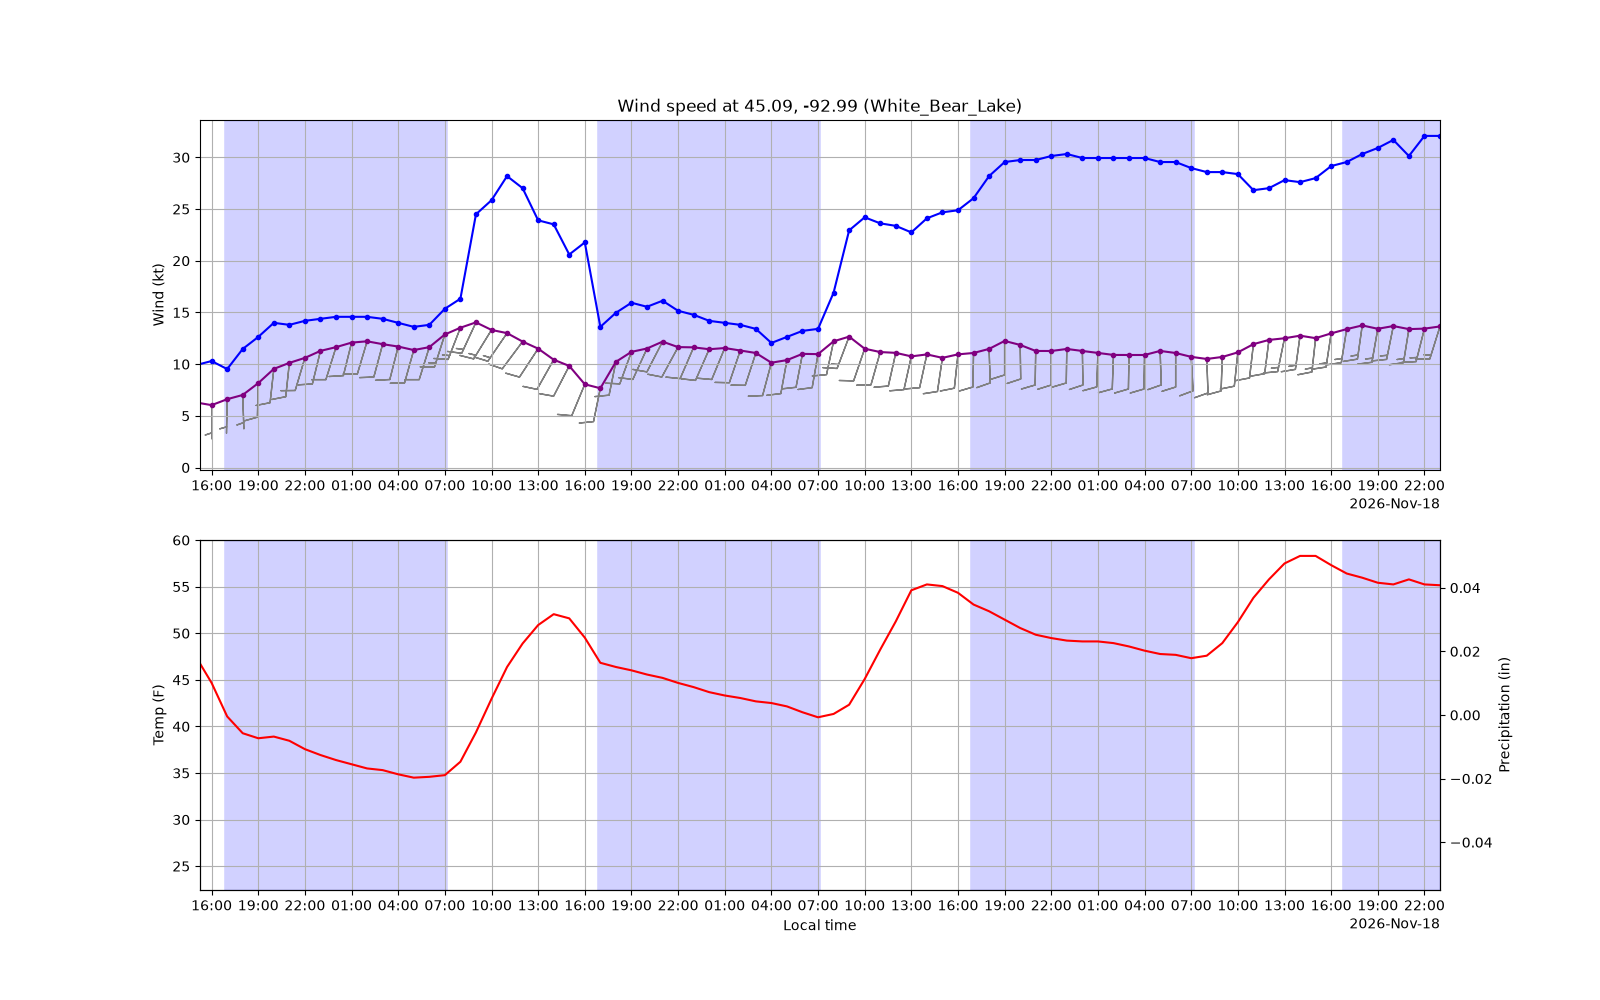 Wind speed at 45.09, -92.99 (White_Bear_Lake)
Wind (kt)
30
25
20
15
10
5
0
16:00 19:00 22:00 01:00 04:00 07:00 10:00 13:00 16:00 19:00 22:00 01:00 04:00 07:00 10:00 13:00 16:00 19:00 22:00 01:00 04:00 07:00 10:00 13:00 16:00 19:00 22:00
2026-Nov-18
Temp (F)
60
55
50
45
40
35
30
25
0.04
0.02
0.00
−0.02
−0.04
Precipitation (in)
16:00 19:00 22:00 01:00 04:00 07:00 10:00 13:00 16:00 19:00 22:00 01:00 04:00 07:00 10:00 13:00 16:00 19:00 22:00 01:00 04:00 07:00 10:00 13:00 16:00 19:00 22:00
Local time
2026-Nov-18